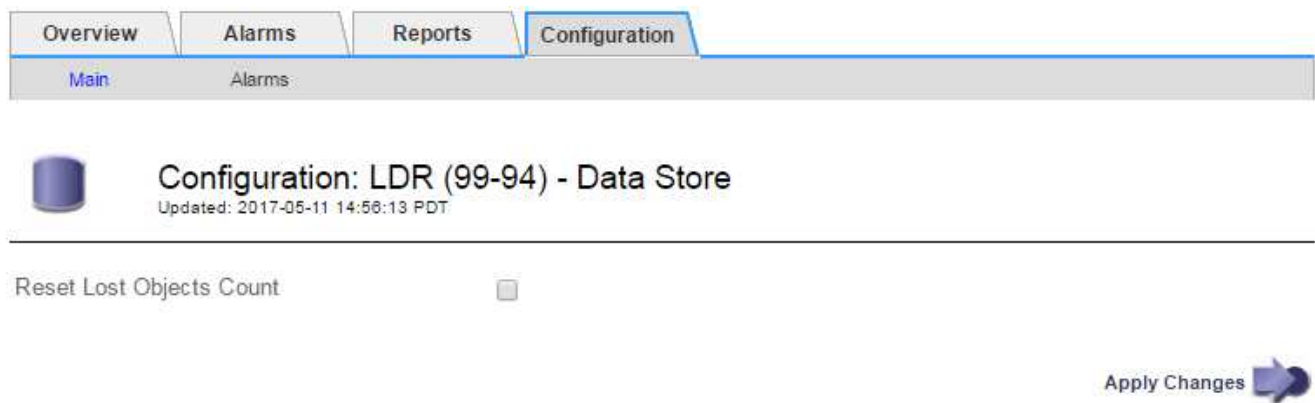 Overview Alarms Reports Configuration
Main Alarms
Configuration: LDR (99-94) - Data Store
Updated: 2017-05-11 14:56:13 PDT
Reset Lost Objects Count
Apply Changes